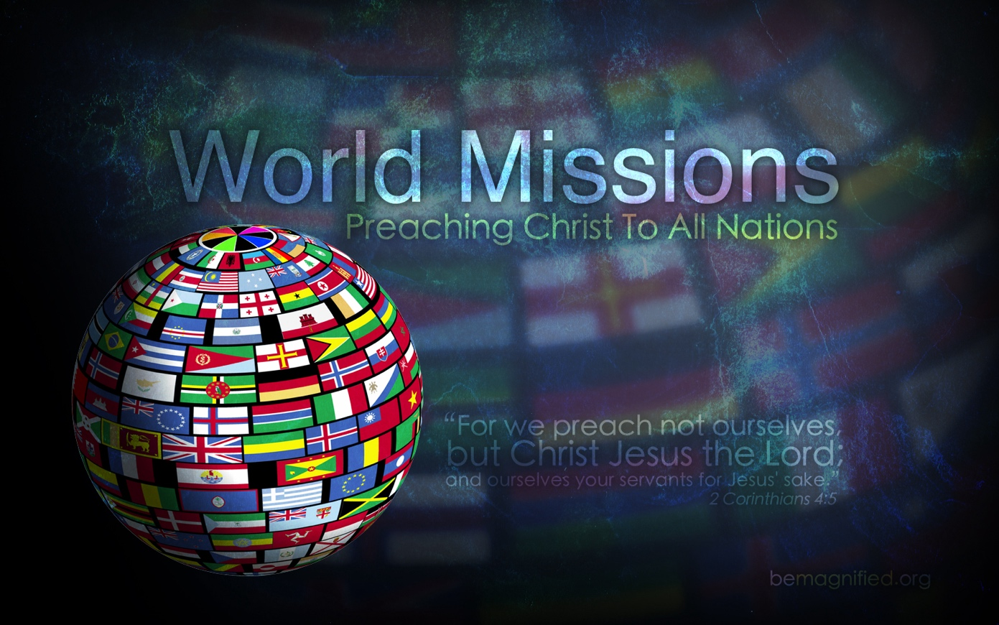 World Missions
Preaching Christ To All Nations
“For we preach not ourselves,
but Christ Jesus the Lord;
and ourselves your servants for Jesus' sake.”
2 Corinthians 4:5
bemagnified.org